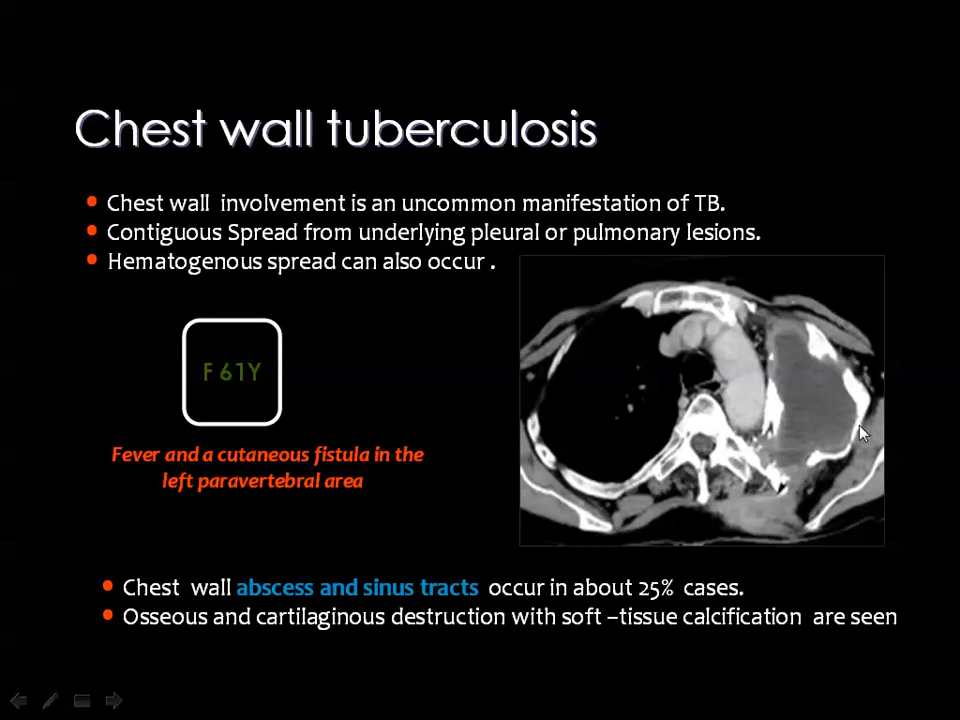 Chest wall tuberculosis
• Chest wall involvement is an uncommon manifestation of TB.
• Contiguous Spread from underlying pleural or pulmonary lesions.
• Hematogenous spread can also occur .
F 61Y
Fever and a cutaneous fistula in the
left paravertebral area
• Chest wall abscess and sinus tracts occur in about 25% cases.
• Osseous and cartilaginous destruction with soft –tissue calcification are seen